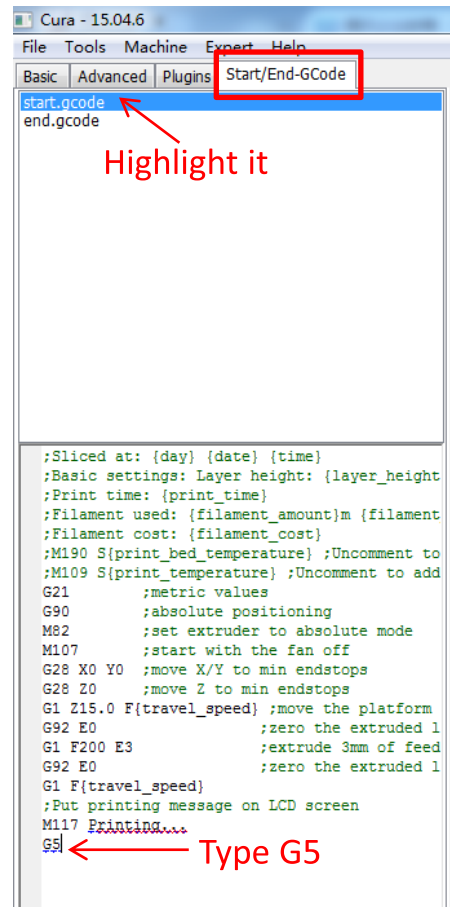 Cura - 15.04.6
File Tools Machine Expert Help
Basic Advanced Plugins Start/End-GCode
start.gcode
end.gcode
Highlight it
;Sliced at: {day} {date} {time}
;Basic settings: Layer height: {layer_height
;Print time: {print_time}
;Filament used: {filament_amount}m {filament
;Filament cost: {filament_cost}
;M190 S{print_bed_temperature} ;Uncomment to
;M109 S{print_temperature} ;Uncomment to add
G21 ;metric values
G90 ;absolute positioning
M82 ;set extruder to absolute mode
M107 ;start with the fan off
G28 X0 Y0 ;move X/Y to min endstops
G28 Z0 ;move Z to min endstops
G1 Z15.0 F{travel_speed} ;move the platform
G92 E0 ;zero the extruded l
G1 F200 E3 ;extrude 3mm of feed
G92 E0 ;zero the extruded l
G1 F{travel_speed}
;Put printing message on LCD screen
M117 Printing...
G5
Type G5